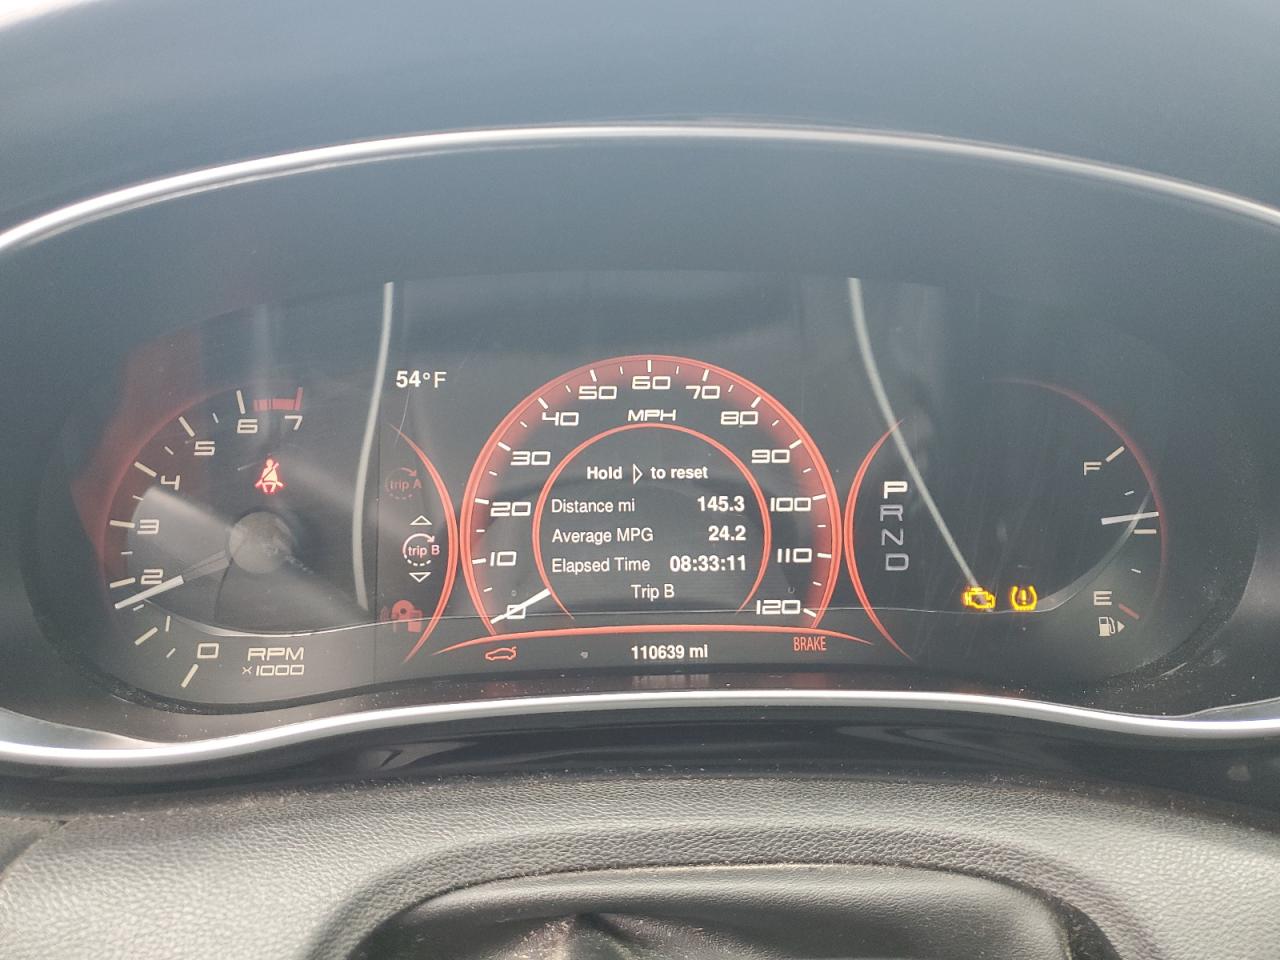 54°F
7
6
5
4
3
2
0
RPM
x1000
trip A
trip B
0
10
20
30
40
50
60
70
80
90
100
110
120
MPH
Hold ▷ to reset
Distance mi 145.3
Average MPG 24.2
Elapsed Time 08:33:11
Trip B
110639 mi
BRAKE
P
R
N
D
F
E